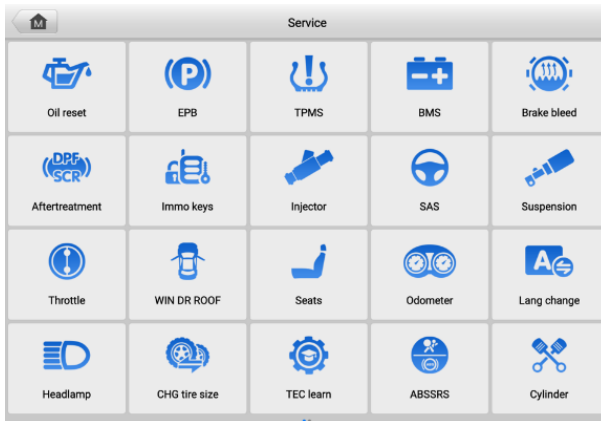 M
Service
Oil reset
(P)
EPB
!
TPMS
- +
BMS
Brake bleed
DPF
SCR
Aftertreatment
Immo keys
Injector
SAS
Suspension
Throttle
WIN DR ROOF
Seats
Odometer
A
Lang change
Headlamp
CHG tire size
TEC learn
ABSSRS
Cylinder